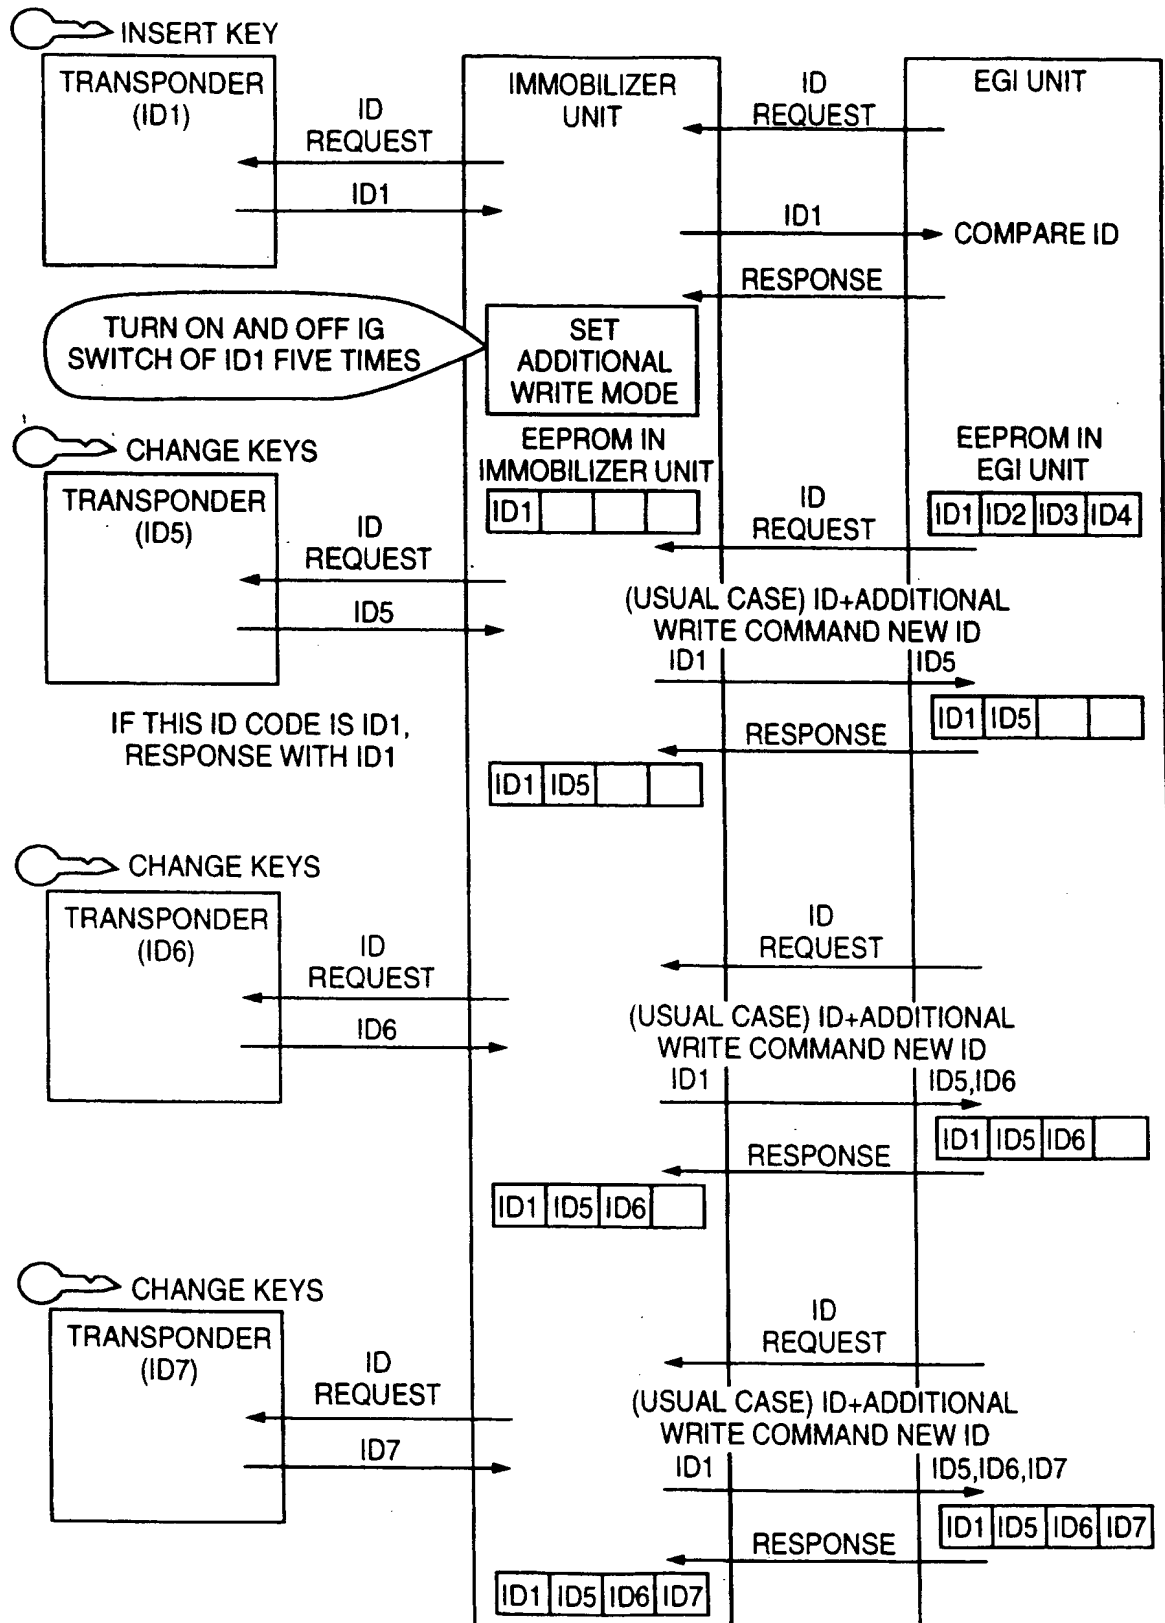 INSERT KEY
TRANSPONDER
(ID1)
IMMOBILIZER
UNIT
EGI UNIT
ID
REQUEST
ID
REQUEST
ID1
ID1
COMPARE ID
RESPONSE
TURN ON AND OFF IG
SWITCH OF ID1 FIVE TIMES
SET
ADDITIONAL
WRITE MODE
CHANGE KEYS
TRANSPONDER
(ID5)
EEPROM IN
IMMOBILIZER UNIT
ID1
EEPROM IN
EGI UNIT
ID1 ID2 ID3 ID4
ID
REQUEST
ID
REQUEST
ID5
(USUAL CASE) ID+ADDITIONAL
WRITE COMMAND NEW ID
ID1 ID5
ID1 ID5
IF THIS ID CODE IS ID1,
RESPONSE WITH ID1
RESPONSE
ID1 ID5
CHANGE KEYS
TRANSPONDER
(ID6)
ID
REQUEST
ID
REQUEST
ID6
(USUAL CASE) ID+ADDITIONAL
WRITE COMMAND NEW ID
ID1 ID5,ID6
ID1 ID5 ID6
RESPONSE
ID1 ID5 ID6
CHANGE KEYS
TRANSPONDER
(ID7)
ID
REQUEST
ID
REQUEST
ID7
(USUAL CASE) ID+ADDITIONAL
WRITE COMMAND NEW ID
ID1 ID5,ID6,ID7
ID1 ID5 ID6 ID7
RESPONSE
ID1 ID5 ID6 ID7